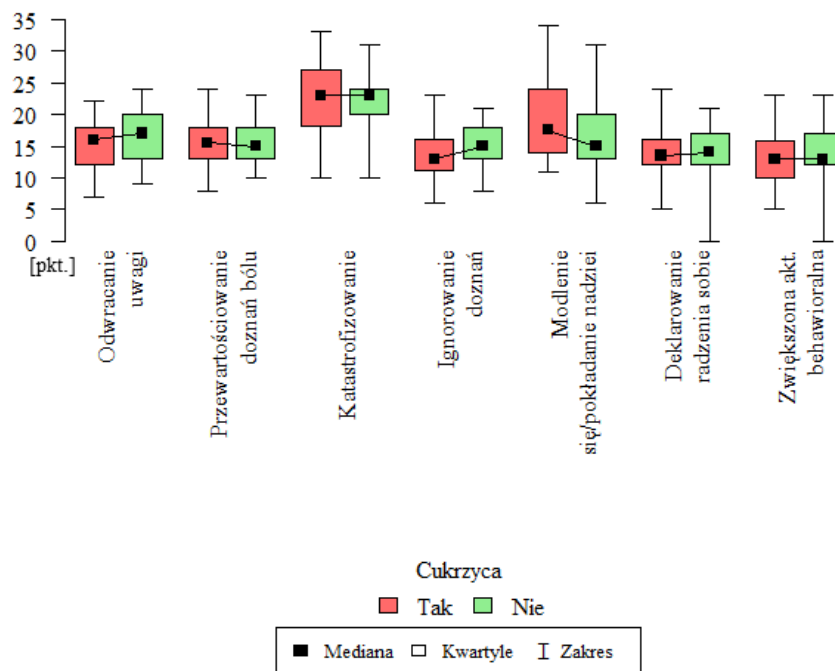 35
30
25
20
15
10
5
0
[pkt.]
Odwracanie
uwagi
Przewartościowanie
doznań bólu
Katastrofizowanie
Ignorowanie
doznań
Modlenie
się/pokładanie nadziei
Deklarowanie
radzenia sobie
Zwiększona akt.
behawioralna
Cukrzyca
Tak Nie
Mediana Kwartyle Zakres